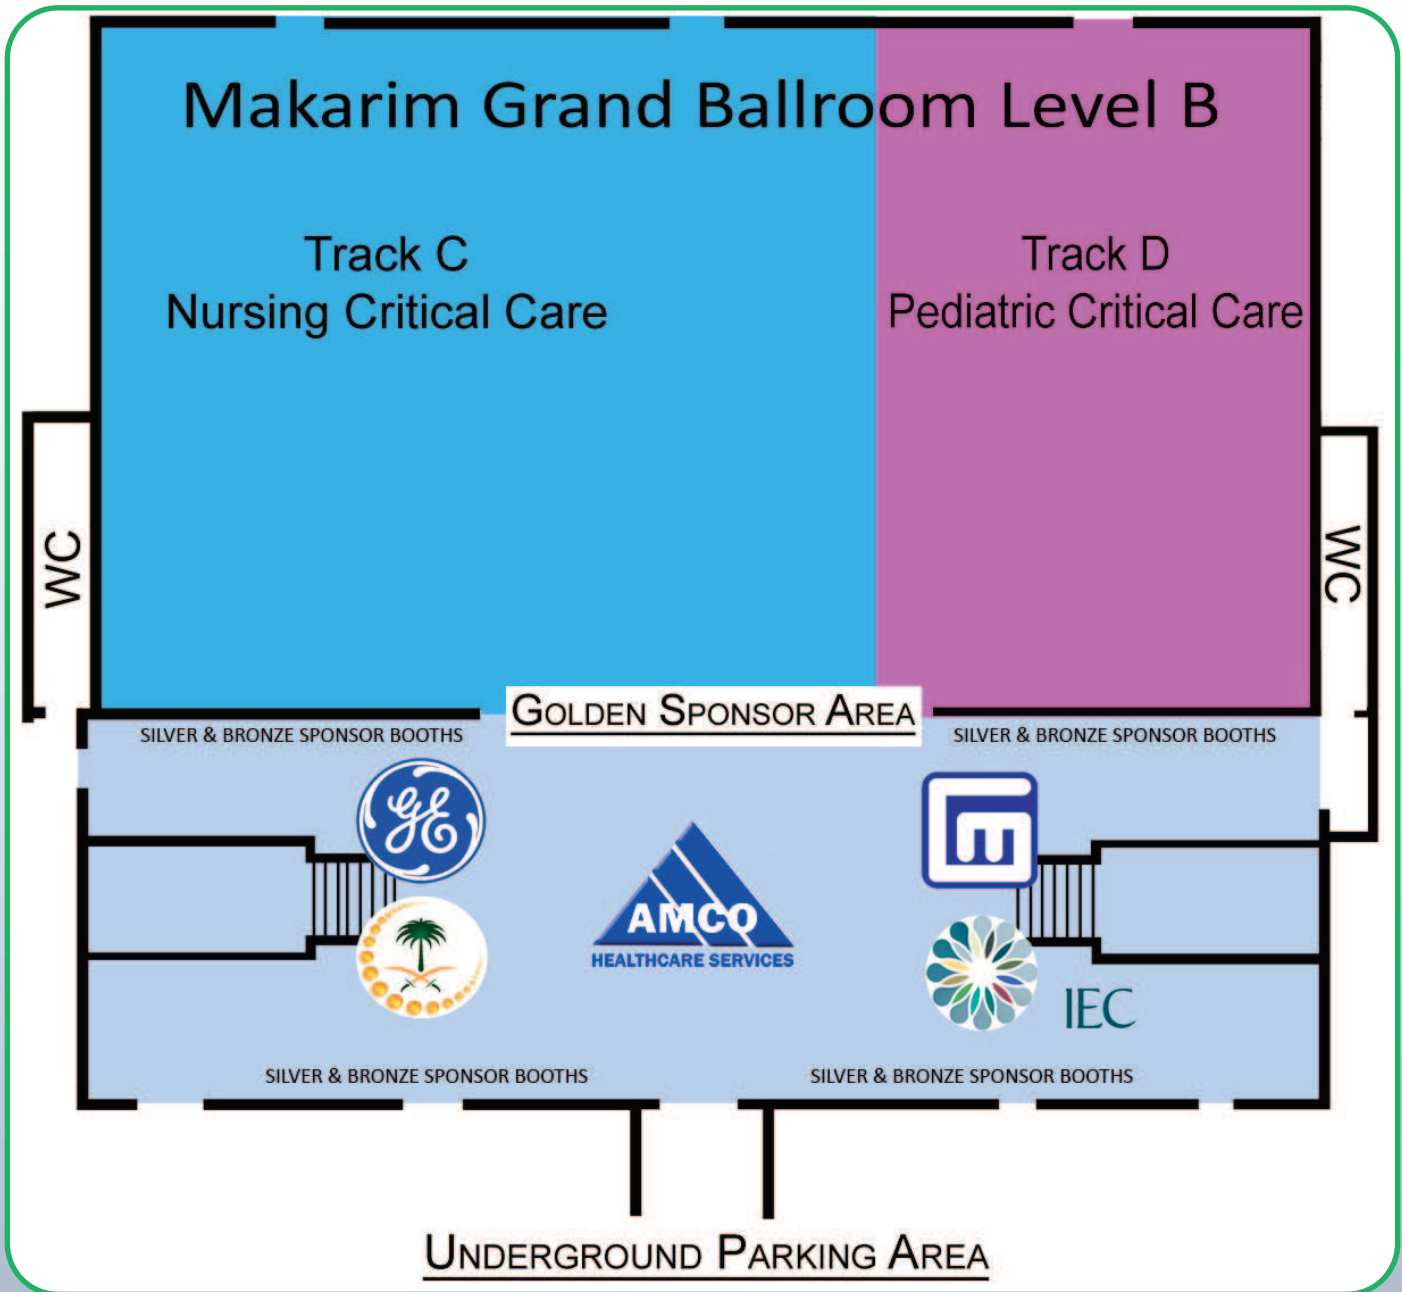 Makarim Grand Ballroom Level B
Track C
Nursing Critical Care
Track D
Pediatric Critical Care
WC
WC
GOLDEN SPONSOR AREA
SILVER & BRONZE SPONSOR BOOTHS
SILVER & BRONZE SPONSOR BOOTHS
GE
AMCO
HEALTHCARE SERVICES
IEC
SILVER & BRONZE SPONSOR BOOTHS
SILVER & BRONZE SPONSOR BOOTHS
UNDERGROUND PARKING AREA